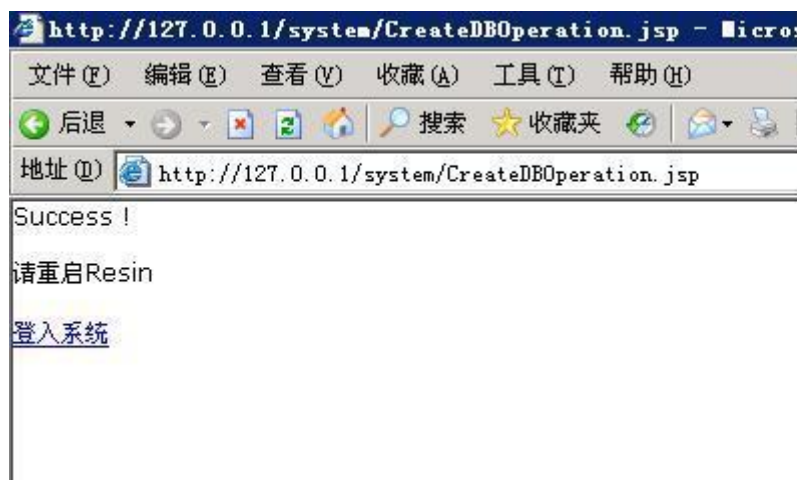 http://127.0.0.1/system/CreateDBOperation.jsp - Micros
文件(F) 编辑(E) 查看(V) 收藏(A) 工具(T) 帮助(H)
后退 搜索 收藏夹
地址(D) http://127.0.0.1/system/CreateDBOperation.jsp
Success !
请重启Resin
登入系统